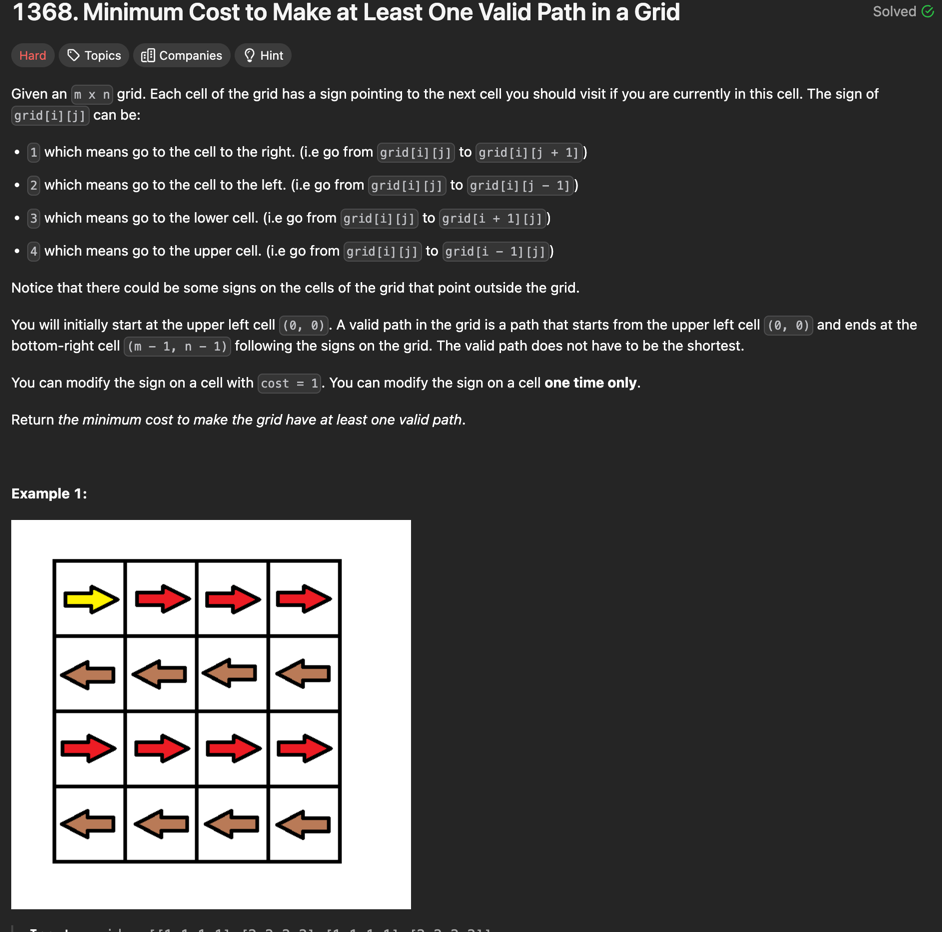 1368. Minimum Cost to Make at Least One Valid Path in a Grid
Solved
Hard Topics Companies Hint
Given an m x n grid. Each cell of the grid has a sign pointing to the next cell you should visit if you are currently in this cell. The sign of
grid[i][j] can be:
• 1 which means go to the cell to the right. (i.e go from grid[i][j] to grid[i][j + 1])
• 2 which means go to the cell to the left. (i.e go from grid[i][j] to grid[i][j - 1])
• 3 which means go to the lower cell. (i.e go from grid[i][j] to grid[i + 1][j])
• 4 which means go to the upper cell. (i.e go from grid[i][j] to grid[i - 1][j])
Notice that there could be some signs on the cells of the grid that point outside the grid.
You will initially start at the upper left cell (0, 0). A valid path in the grid is a path that starts from the upper left cell (0, 0) and ends at the
bottom-right cell (m - 1, n - 1) following the signs on the grid. The valid path does not have to be the shortest.
You can modify the sign on a cell with cost = 1. You can modify the sign on a cell one time only.
Return the minimum cost to make the grid have at least one valid path.
Example 1: